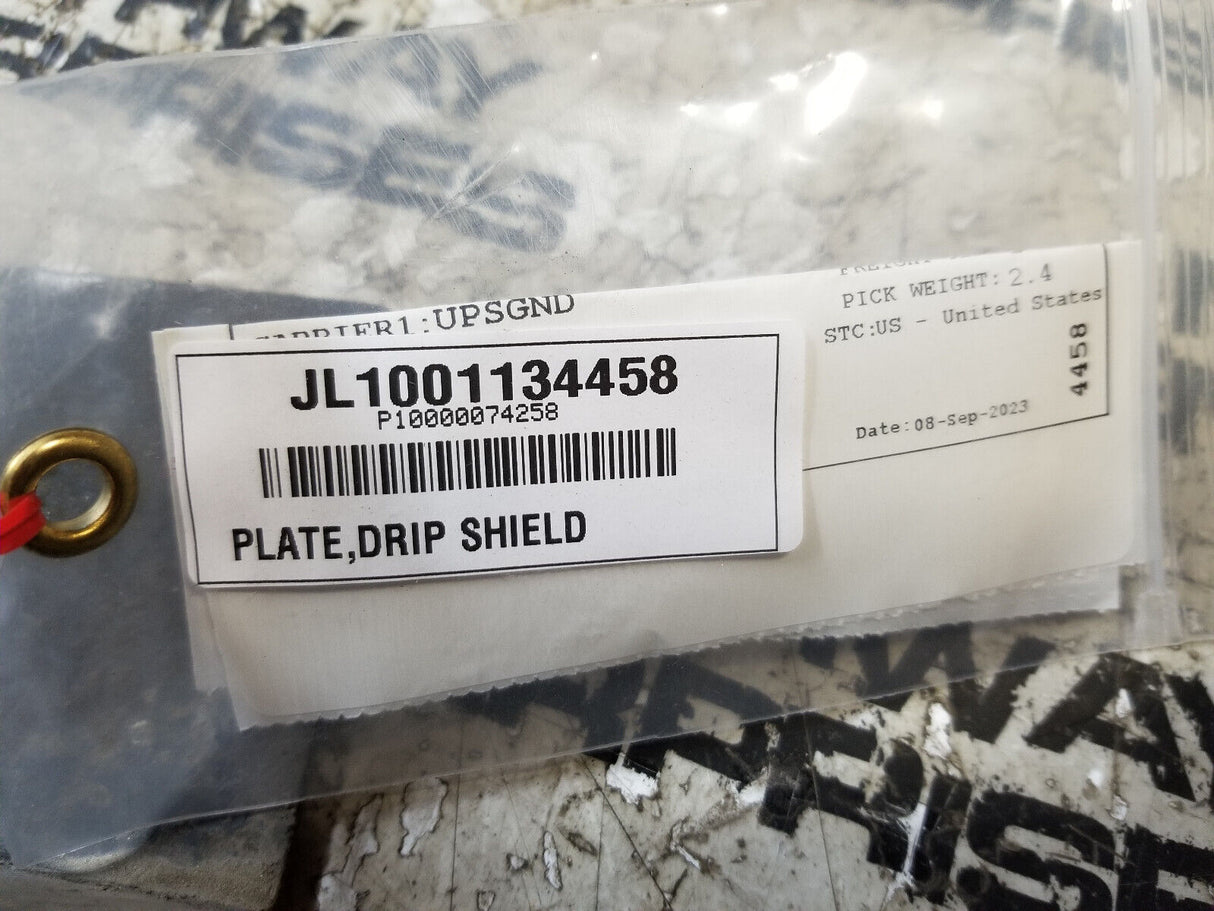 CARRIER1:UPSGND
PICK WEIGHT: 2.4
STC:US - United States
4458
Date:08-Sep-2023
JL1001134458
P10000074258
PLATE,DRIP SHIELD